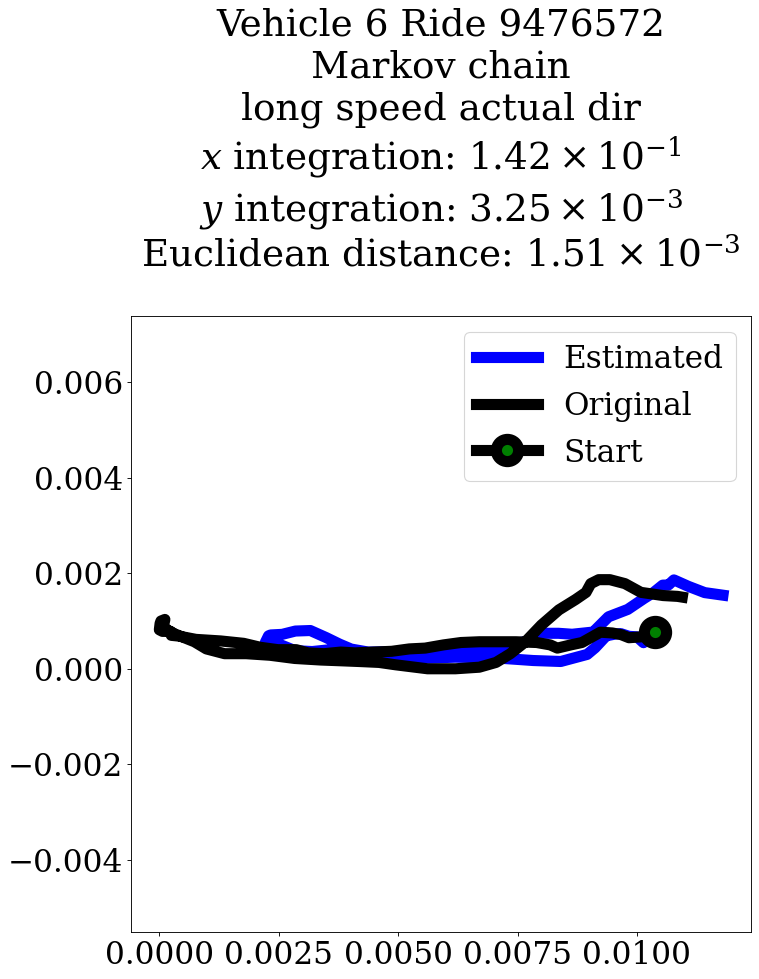 Vehicle 6 Ride 9476572
Markov chain
long speed actual dir
x integration: 1.42 × 10⁻¹
y integration: 3.25 × 10⁻³
Euclidean distance: 1.51 × 10⁻³
Estimated
Original
Start
0.006
0.004
0.002
0.000
−0.002
−0.004
0.0000 0.0025 0.0050 0.0075 0.0100